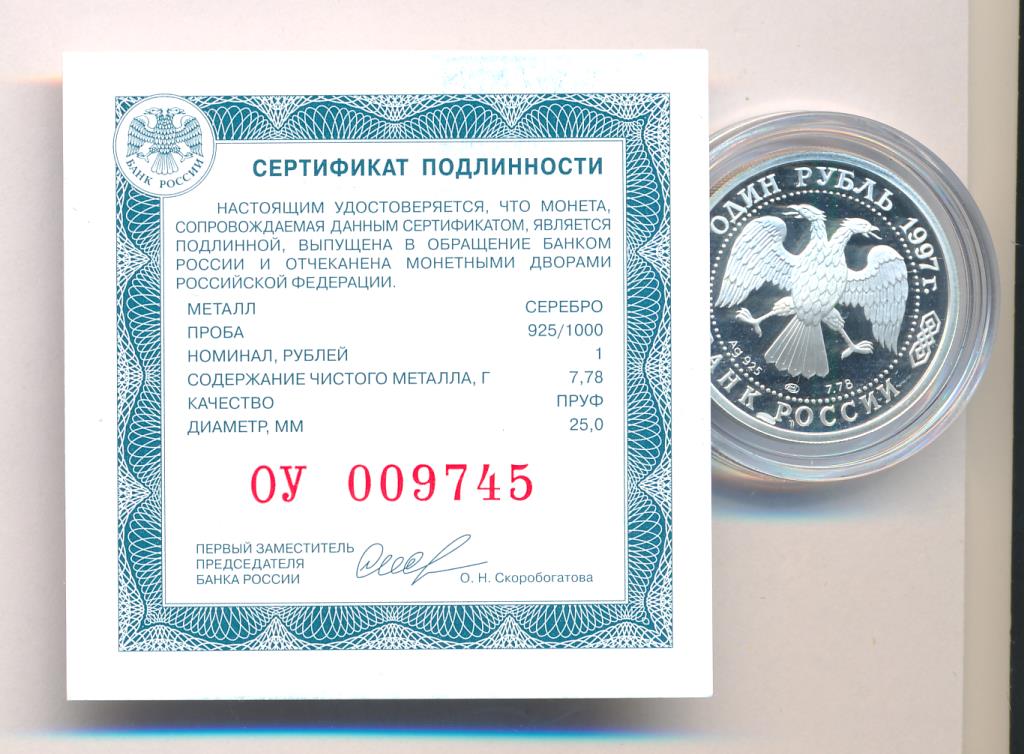 БАНК РОССИИ
СЕРТИФИКАТ ПОДЛИННОСТИ
НАСТОЯЩИМ УДОСТОВЕРЯЕТСЯ, ЧТО МОНЕТА,
СОПРОВОЖДАЕМАЯ ДАННЫМ СЕРТИФИКАТОМ, ЯВЛЯЕТСЯ
ПОДЛИННОЙ, ВЫПУЩЕНА В ОБРАЩЕНИЕ БАНКОМ
РОССИИ И ОТЧЕКАНЕНА МОНЕТНЫМИ ДВОРАМИ
РОССИЙСКОЙ ФЕДЕРАЦИИ.
МЕТАЛЛ СЕРЕБРО
ПРОБА 925/1000
НОМИНАЛ, РУБЛЕЙ 1
СОДЕРЖАНИЕ ЧИСТОГО МЕТАЛЛА, Г 7,78
КАЧЕСТВО ПРУФ
ДИАМЕТР, ММ 25,0
ОУ 009745
ПЕРВЫЙ ЗАМЕСТИТЕЛЬ
ПРЕДСЕДАТЕЛЯ
БАНКА РОССИИ
О. Н. Скоробогатова
ОДИН РУБЛЬ 1997 г.
Ag 925
7.78
БАНК РОССИИ